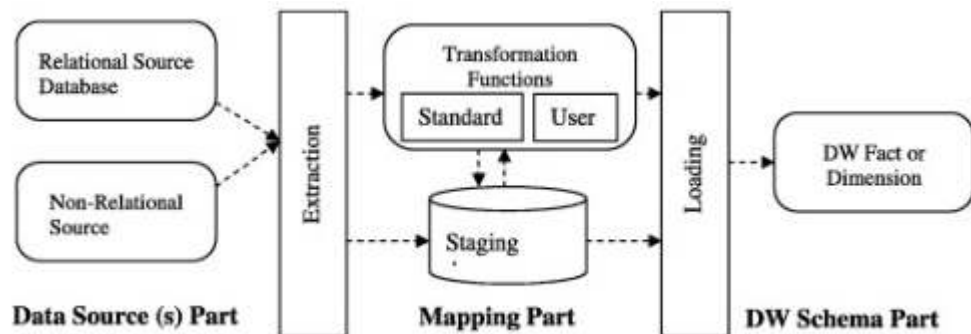 Relational Source
Database
Non-Relational
Source
Data Source (s) Part
Extraction
Transformation
Functions
Standard
User
Staging
Mapping Part
Loading
DW Fact or
Dimension
DW Schema Part